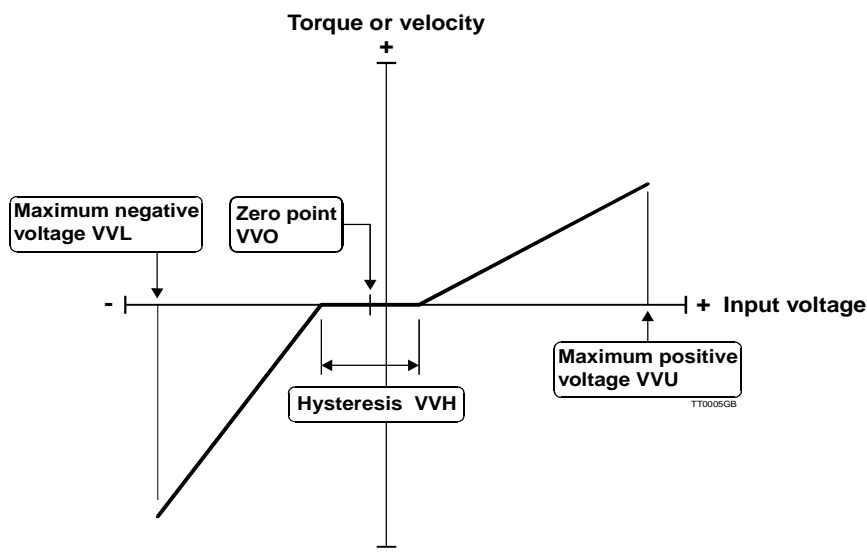 Torque or velocity
+
Maximum negative
voltage VVL
Zero point
VVO
-
+ Input voltage
Maximum positive
voltage VVU
TT0005GB
Hysteresis VVH